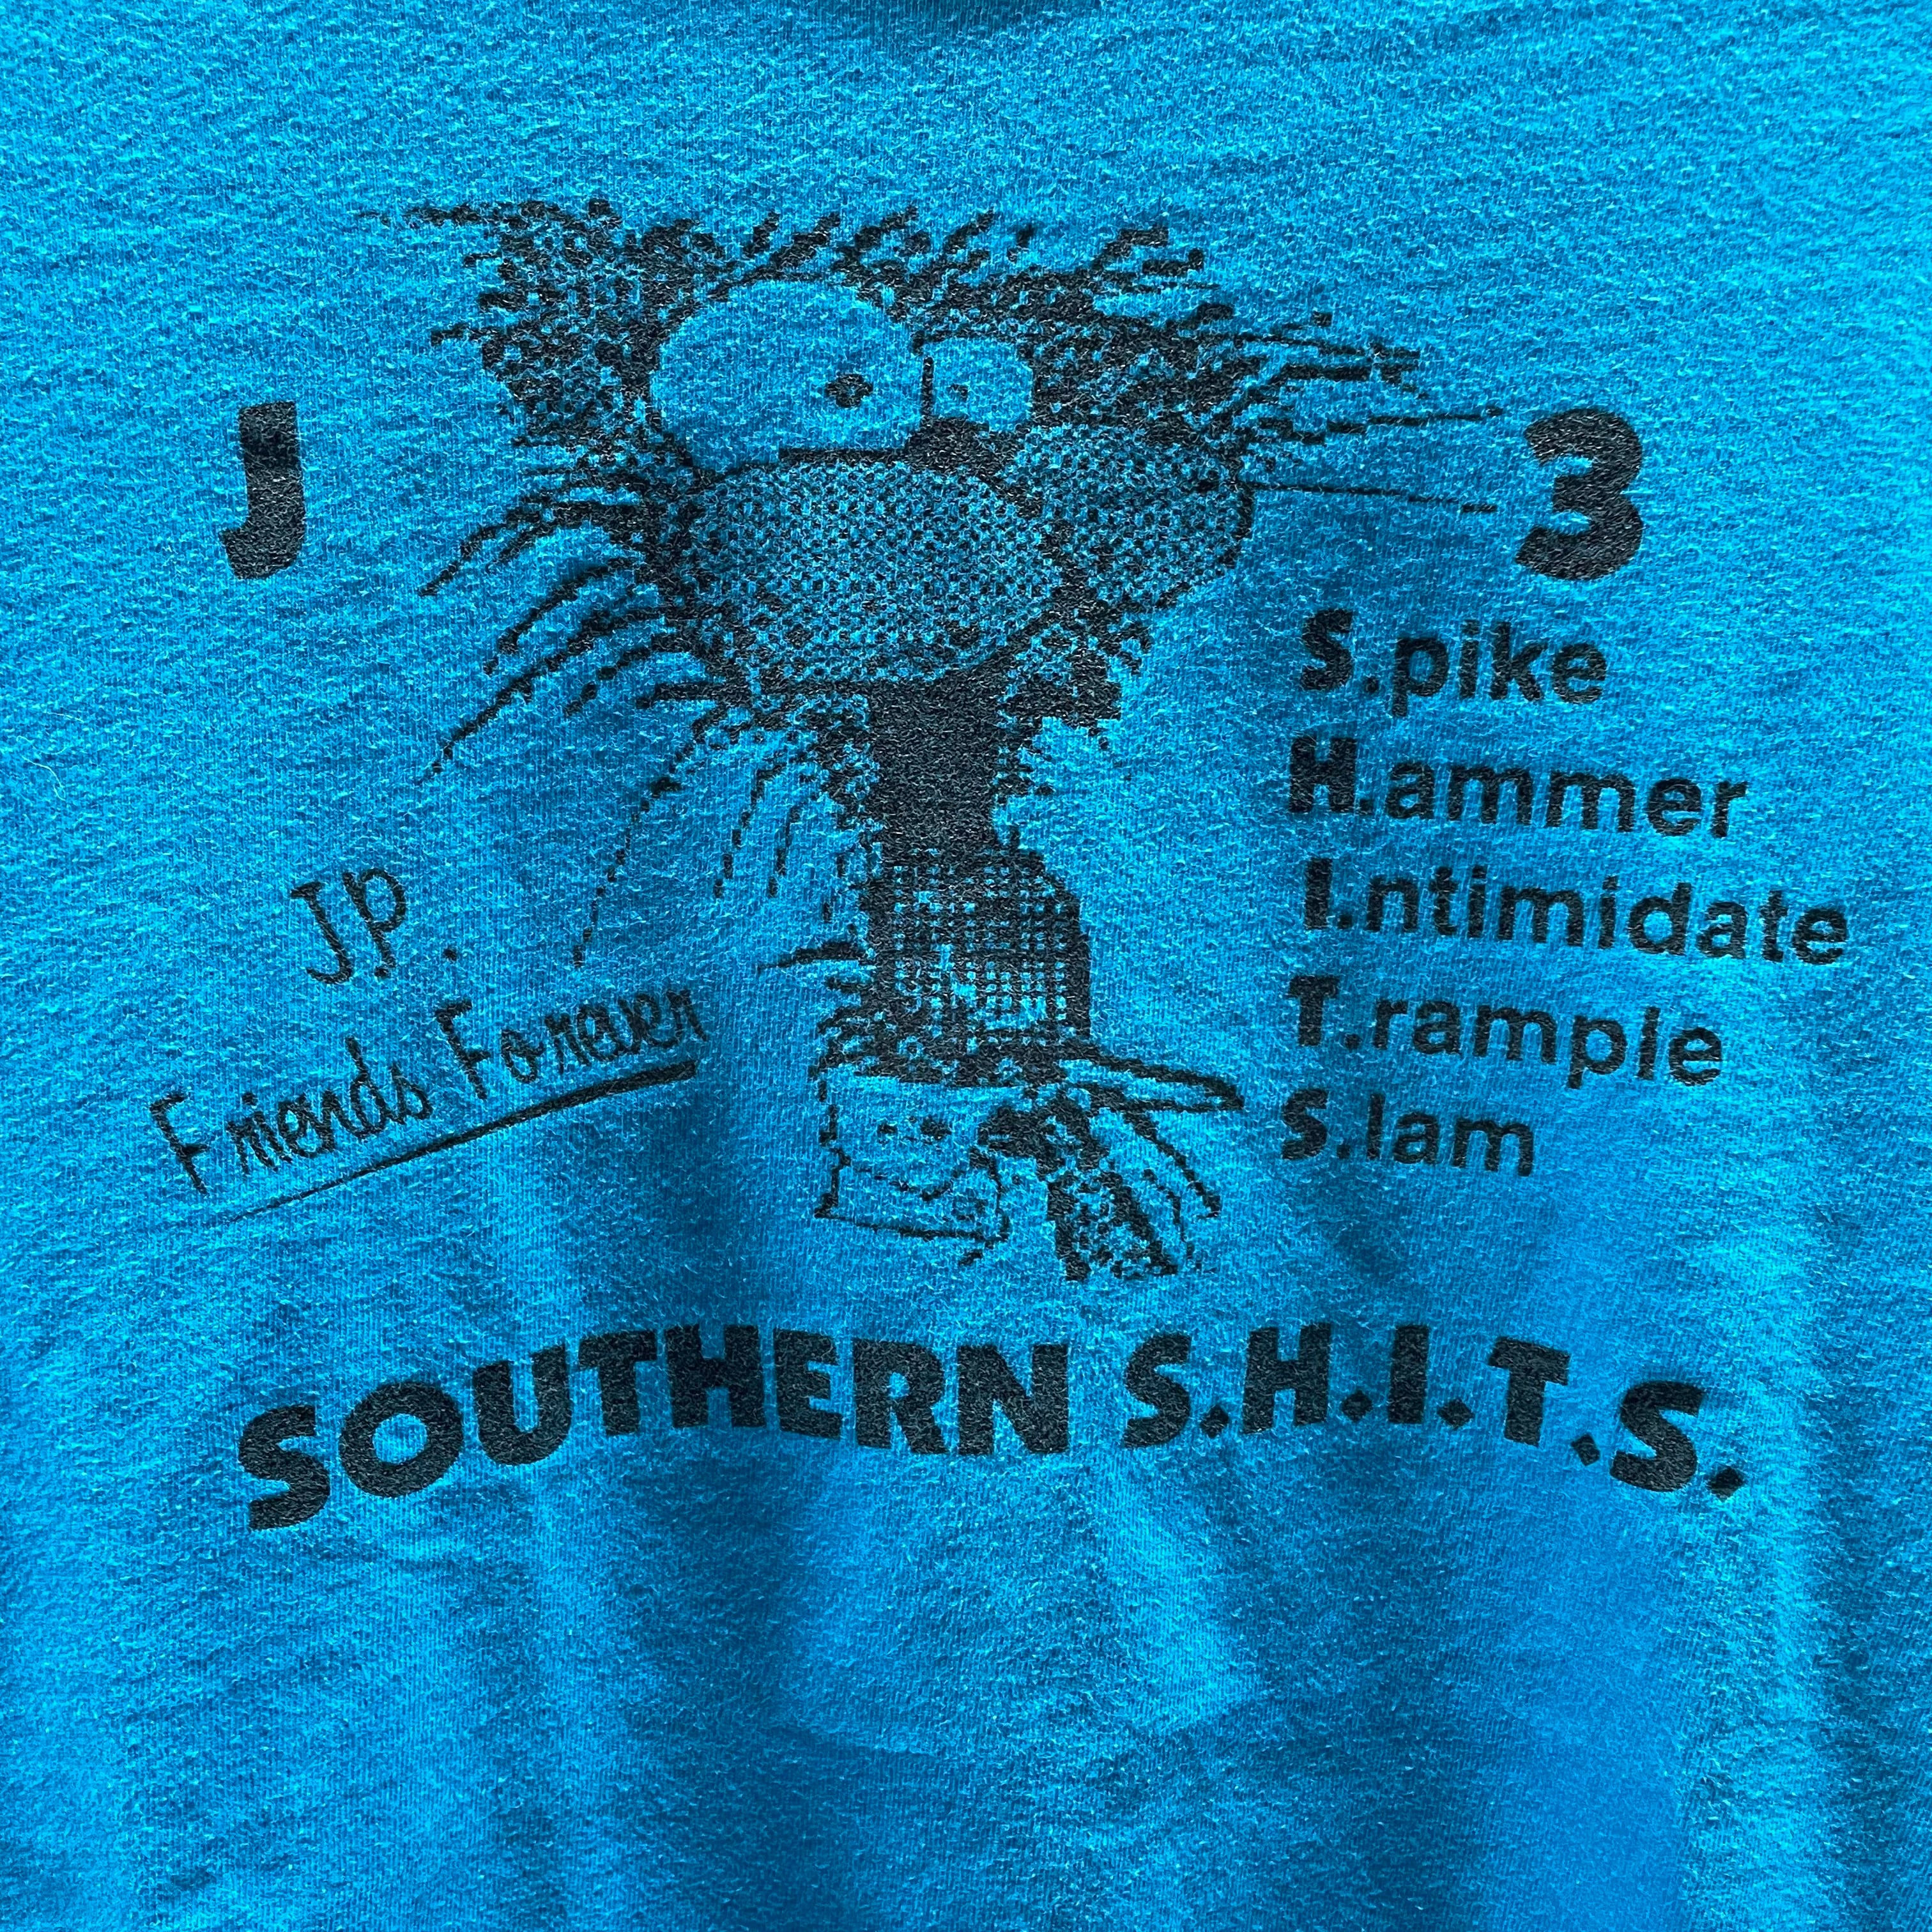 J 3
S.pike
H.ammer
I.ntimidate
T.rample
S.lam
J.P.
Friends Forever
SOUTHERN S.H.I.T.S.